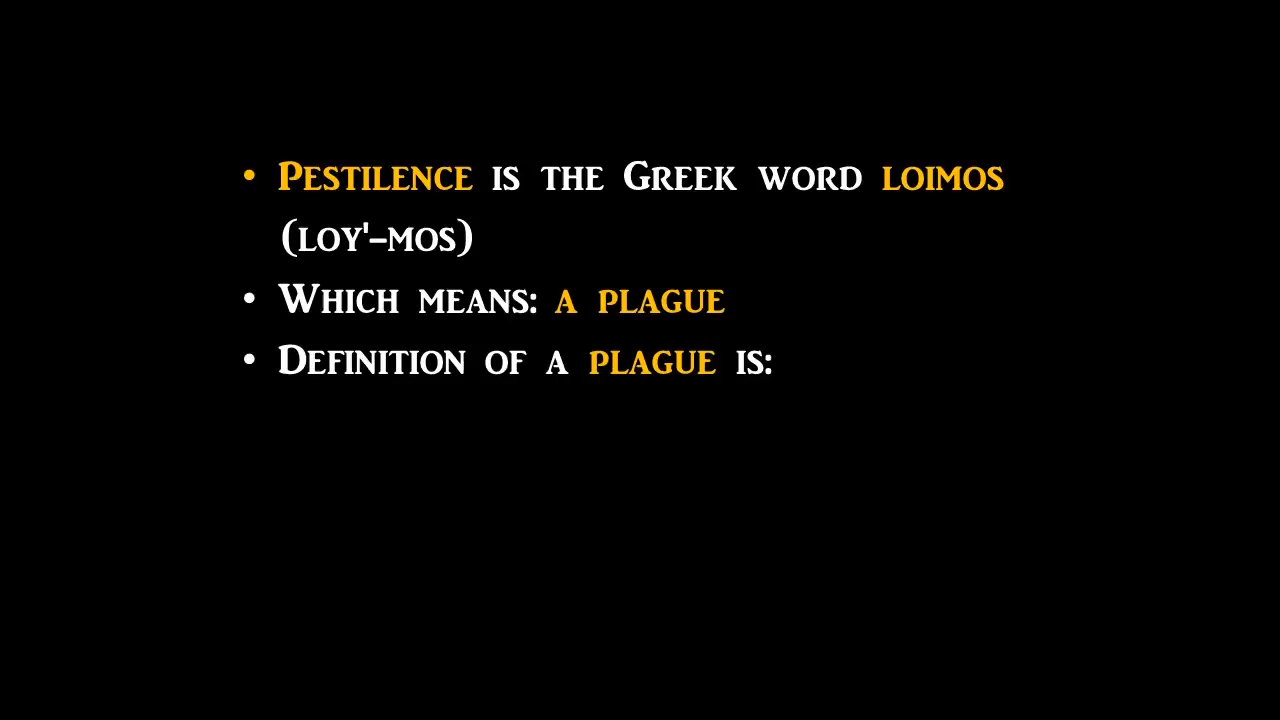 • Pestilence is the Greek word loimos
(loy'-mos)
• Which means: a plague
• Definition of a plague is: